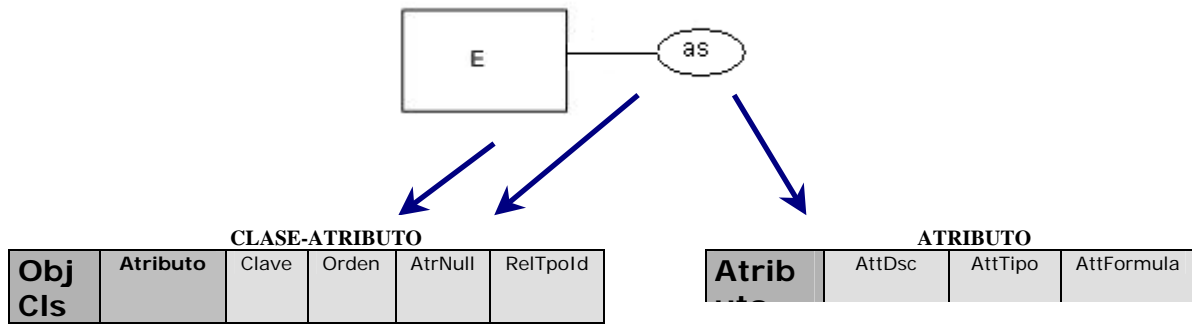 E
as
CLASE-ATRIBUTO
Obj Cls
Atributo
Clave
Orden
AtrNull
RelTpoId
ATRIBUTO
Atrib
AttDsc
AttTipo
AttFormula